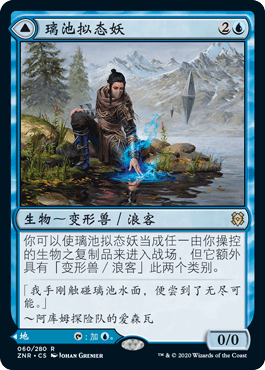 璃池拟态妖 2
生物～变形兽／浪客
你可以使璃池拟态妖当成任一由你操控
的生物之复制品来进入战场，但它额外
具有「变形兽／浪客」此两个类别。
「我手刚触碰璃池水面，便尝到了无尽可
能。」
～阿库姆探险队的爱森瓦
地 ：加 。
0/0
060/280 R
ZNR • CS JOHAN GRENIER
™ & © 2020 Wizards of the Coast